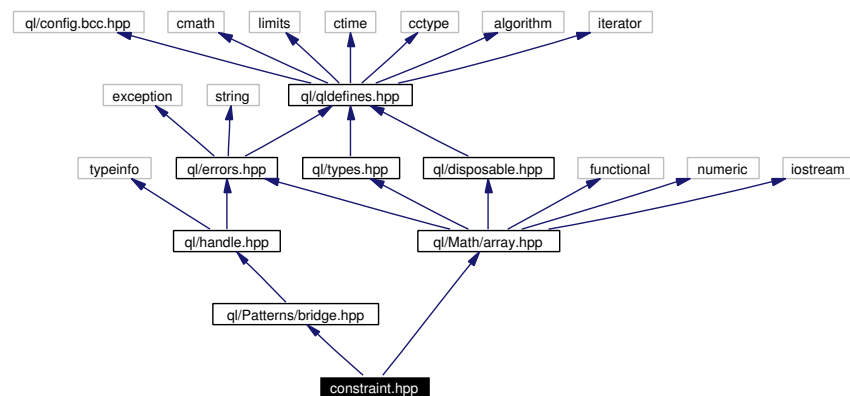 ql/config.bcc.hpp cmath limits ctime cctype algorithm iterator
exception string ql/qldefines.hpp
typeinfo ql/errors.hpp ql/types.hpp ql/disposable.hpp functional numeric iostream
ql/handle.hpp ql/Math/array.hpp
ql/Patterns/bridge.hpp
constraint.hpp